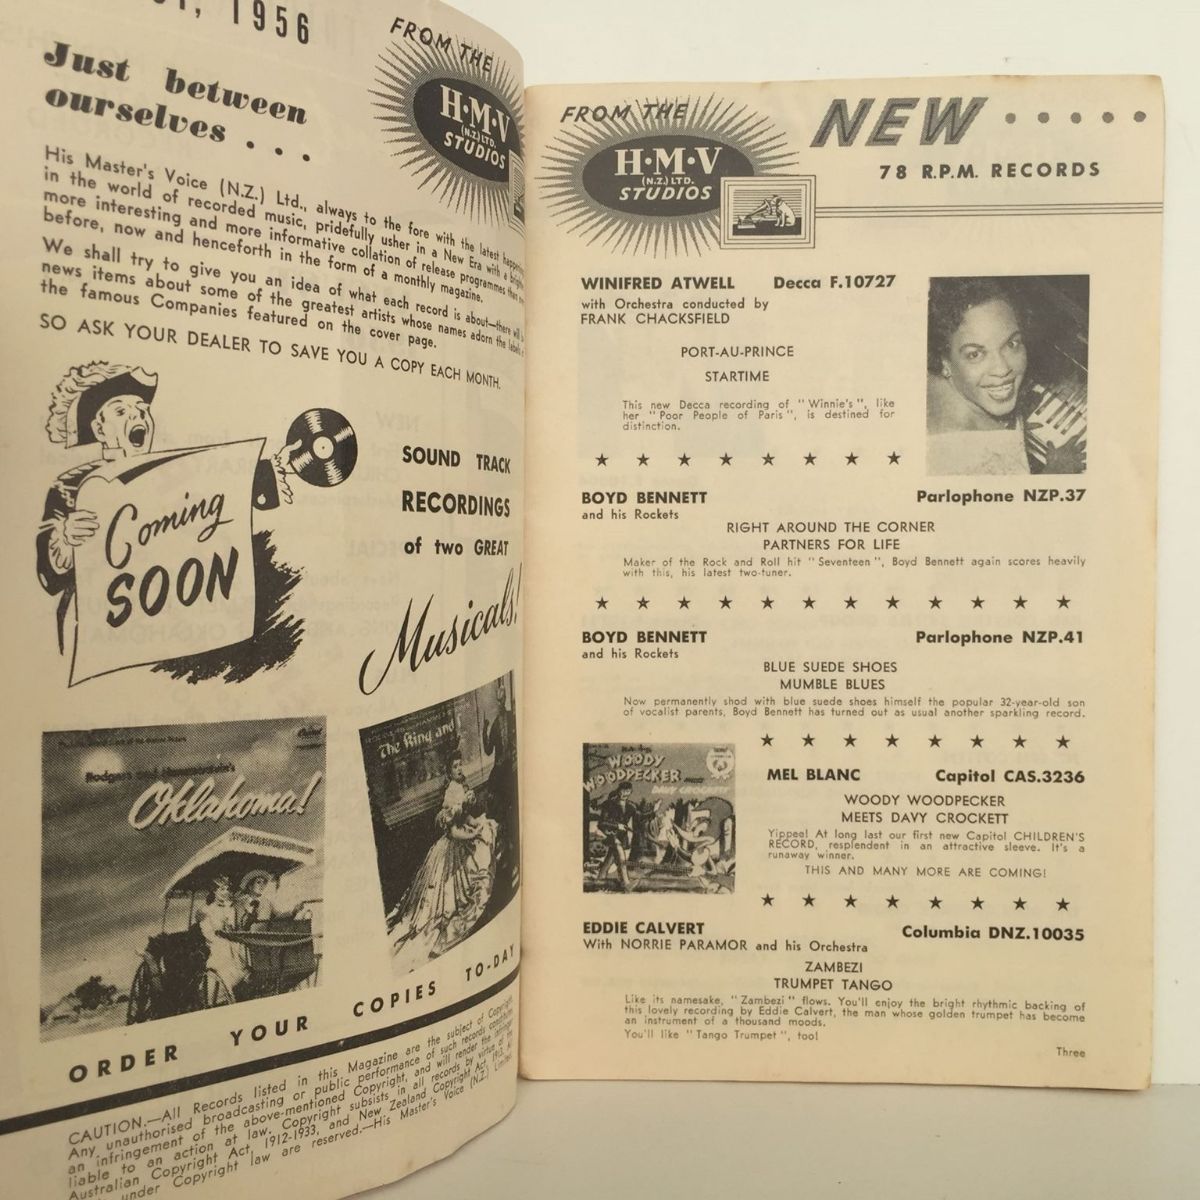 1956
Just between
ourselves . . .
FROM THE
H·M·V
(N.Z.) LTD.
STUDIOS
His Master's Voice (N.Z.) Ltd., always to the fore with the latest
in the world of recorded music, pridefully usher in a New Era with a
more interesting and more informative collation of release programmes than
before, now and henceforth in the form of a monthly magazine.
We shall try to give you an idea of what each record is about—there will be
news items about some of the greatest artists whose names adorn the labels
the famous Companies featured on the cover page.
SO ASK YOUR DEALER TO SAVE YOU A COPY EACH MONTH.
Coming
SOON
SOUND TRACK
RECORDINGS
of two GREAT
Musicals!
Rodgers and Hammerstein's
Oklahoma!
Capitol
The King and
ORDER YOUR COPIES TO-DAY
CAUTION.—All Records listed in this Magazine are the subject of Copyright.
Any unauthorised broadcasting or public performance of such records constitutes
an infringement of the above-mentioned Copyright, and will render the infringer
liable to an action at law. Copyright subsists in all records by virtue of the
Australian Copyright Act, 1912-1933, and New Zealand Copyright Act, 1913. All
under Copyright law are reserved.—His Master's Voice (N.Z.) Limited.
FROM THE
H·M·V
(N.Z.) LTD.
STUDIOS
NEW . . . . .
78 R.P.M. RECORDS
WINIFRED ATWELL Decca F.10727
with Orchestra conducted by
FRANK CHACKSFIELD
PORT-AU-PRINCE
STARTIME
This new Decca recording of "Winnie's", like
her "Poor People of Paris", is destined for
distinction.
BOYD BENNETT Parlophone NZP.37
and his Rockets
RIGHT AROUND THE CORNER
PARTNERS FOR LIFE
Maker of the Rock and Roll hit "Seventeen", Boyd Bennett again scores heavily
with this, his latest two-tuner.
BOYD BENNETT Parlophone NZP.41
and his Rockets
BLUE SUEDE SHOES
MUMBLE BLUES
Now permanently shod with blue suede shoes himself the popular 32-year-old son
of vocalist parents, Boyd Bennett has turned out as usual another sparkling record.
WOODY
WOODPECKER MEETS
DAVY CROCKETT
MEL BLANC Capitol CAS.3236
WOODY WOODPECKER
MEETS DAVY CROCKETT
Yippee! At long last our first new Capitol CHILDREN'S
RECORD, resplendent in an attractive sleeve. It's a
runaway winner.
THIS AND MANY MORE ARE COMING!
EDDIE CALVERT Columbia DNZ.10035
With NORRIE PARAMOR and his Orchestra
ZAMBEZI
TRUMPET TANGO
Like its namesake, "Zambezi" flows. You'll enjoy the bright rhythmic backing of
this lovely recording by Eddie Calvert, the man whose golden trumpet has become
an instrument of a thousand moods.
You'll like "Tango Trumpet", too!
Three